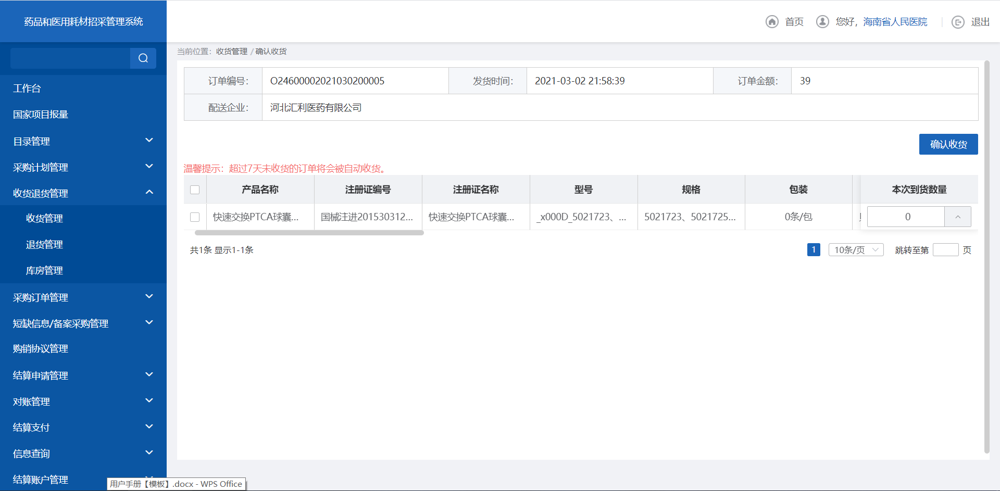 药品和医用耗材招采管理系统
首页
您好，海南省人民医院
退出
工作台
国家项目报量
目录管理
采购计划管理
收货退货管理
收货管理
退货管理
库房管理
采购订单管理
短缺信息/备案采购管理
购销协议管理
结算申请管理
对账管理
结算支付
信息查询
结算账户管理
当前位置：收货管理 / 确认收货
订单编号： O24600002021030200005 发货时间： 2021-03-02 21:58:39 订单金额： 39
配送企业： 河北汇利医药有限公司
确认收货
温馨提示：超过7天未收货的订单将会被自动收货。
产品名称 注册证编号 注册证名称 型号 规格 包装 本次到货数量
快速交换PTCA球囊... 国械注进201530312... 快速交换PTCA球囊... _x000D_5021723、... 5021723、5021725... 0条/包 0
共1条 显示1-1条 1 10条/页 跳转至第 页
用户手册【模板】.docx - WPS Office